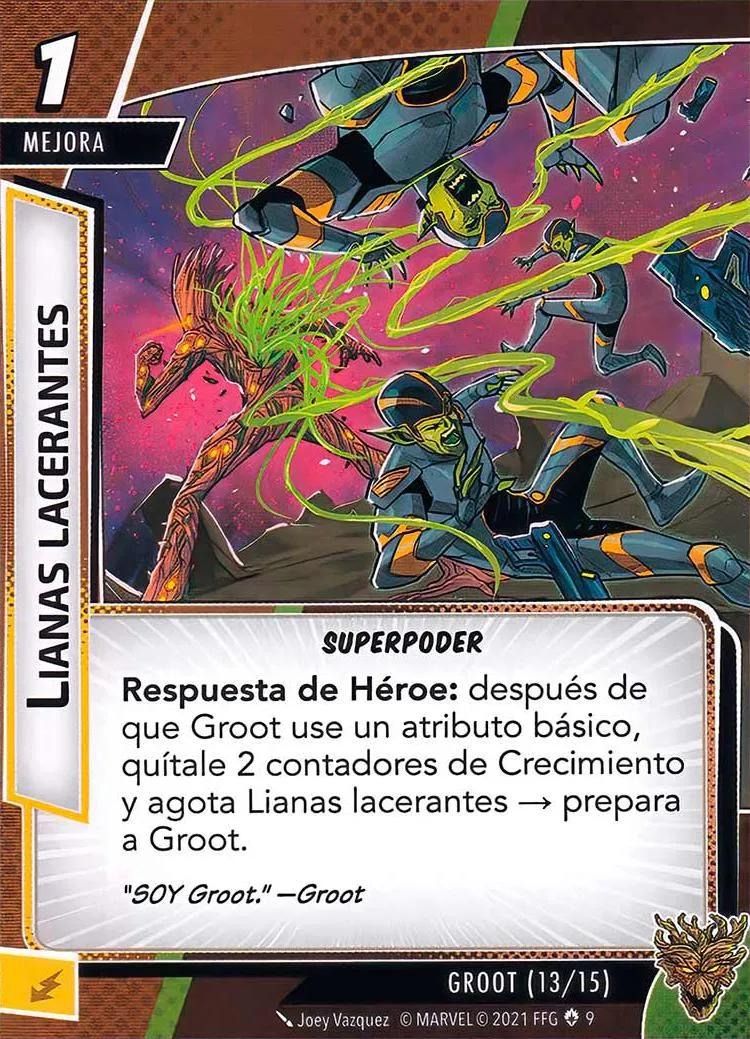 1
MEJORA
LIANAS LACERANTES
SUPERPODER
Respuesta de Héroe: después de
que Groot use un atributo básico,
quítale 2 contadores de Crecimiento
y agota Lianas lacerantes → prepara
a Groot.
"SOY Groot." —Groot
GROOT (13/15)
Joey Vazquez © MARVEL © 2021 FFG 9